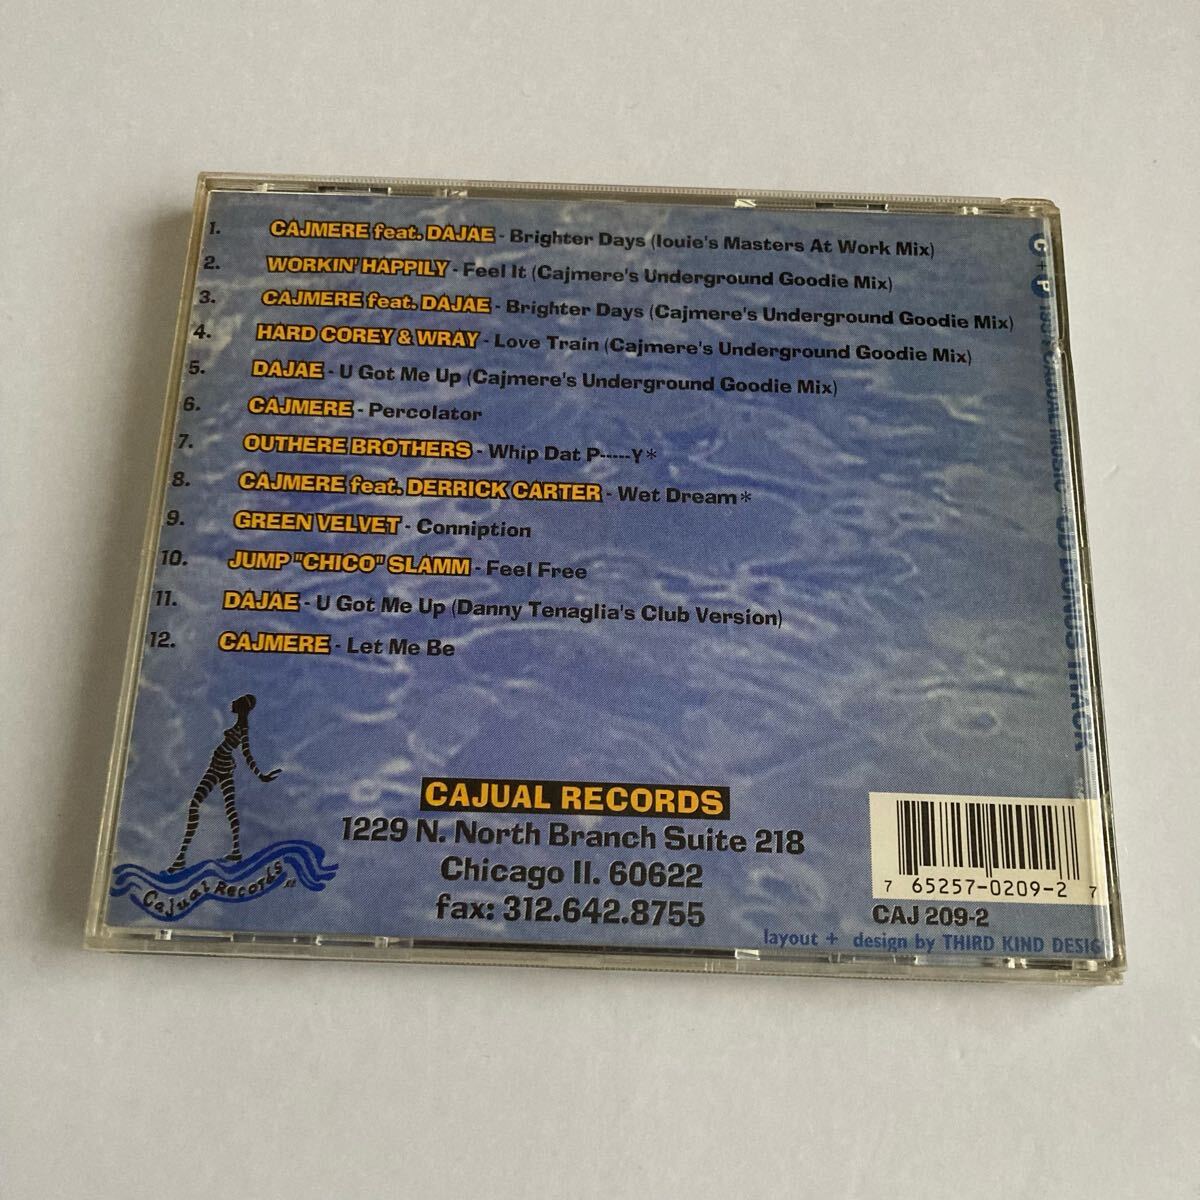 1. CAJMERE feat. DAJAE - Brighter Days (louie's Masters At Work Mix)
2. WORKIN' HAPPILY - Feel It (Cajmere's Underground Goodie Mix)
3. CAJMERE feat. DAJAE - Brighter Days (Cajmere's Underground Goodie Mix)
4. HARD COREY & WRAY - Love Train (Cajmere's Underground Goodie Mix)
5. DAJAE - U Got Me Up (Cajmere's Underground Goodie Mix)
6. CAJMERE - Percolator
7. OUTHERE BROTHERS - Whip Dat P-----Y*
8. CAJMERE feat. DERRICK CARTER - Wet Dream*
9. GREEN VELVET - Conniption
10. JUMP "CHICO" SLAMM - Feel Free
11. DAJAE - U Got Me Up (Danny Tenaglia's Club Version)
12. CAJMERE - Let Me Be
C + P CAJUAL MUSIC CD BONUS TRACK
Cajual Records
CAJUAL RECORDS
1229 N. North Branch Suite 218
Chicago Il. 60622
fax: 312.642.8755
7 65257-0209-2 7
CAJ 209-2
layout + design by THIRD KIND DESIG